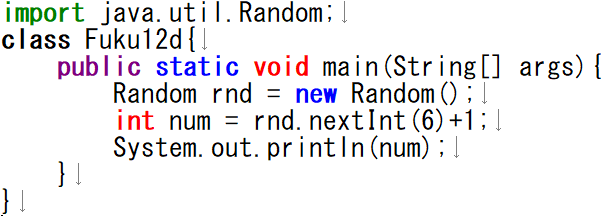 import java.util.Random;↓
class Fuku12d{↓
    public static void main(String[] args){
        Random rnd = new Random();↓
        int num = rnd.nextInt(6)+1;↓
        System.out.println(num);↓
    }↓
}↓